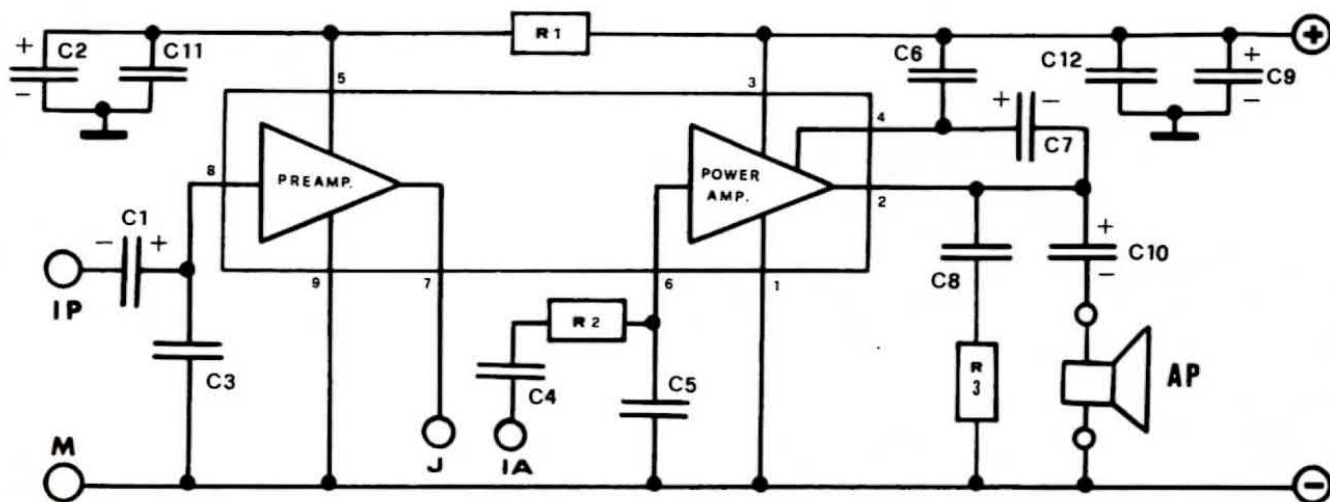 R1
+
+
C2
C11
-
5
3
C6
C12
+
C9
-
4
+
-
C7
8
PREAMP.
POWER
AMP.
2
C1
-
+
IP
9
7
6
1
C8
+
C10
-
R2
C3
C4
C5
R
3
AP
M
J
IA
-